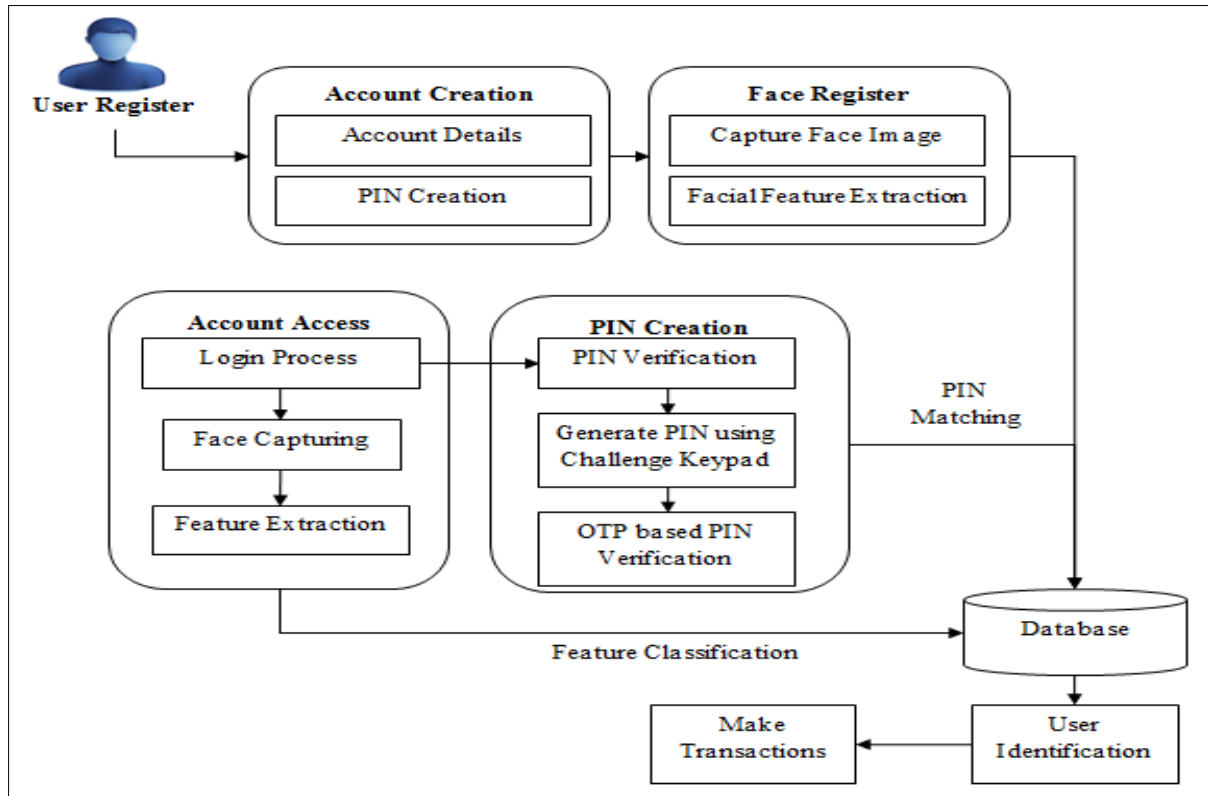 User Register
Account Creation
Account Details
PIN Creation
Face Register
Capture Face Image
Facial Feature Extraction
Account Access
Login Process
Face Capturing
Feature Extraction
PIN Creation
PIN Verification
Generate PIN using
Challenge Keypad
OTP based PIN
Verification
PIN
Matching
Feature Classification
Database
Make
Transactions
User
Identification